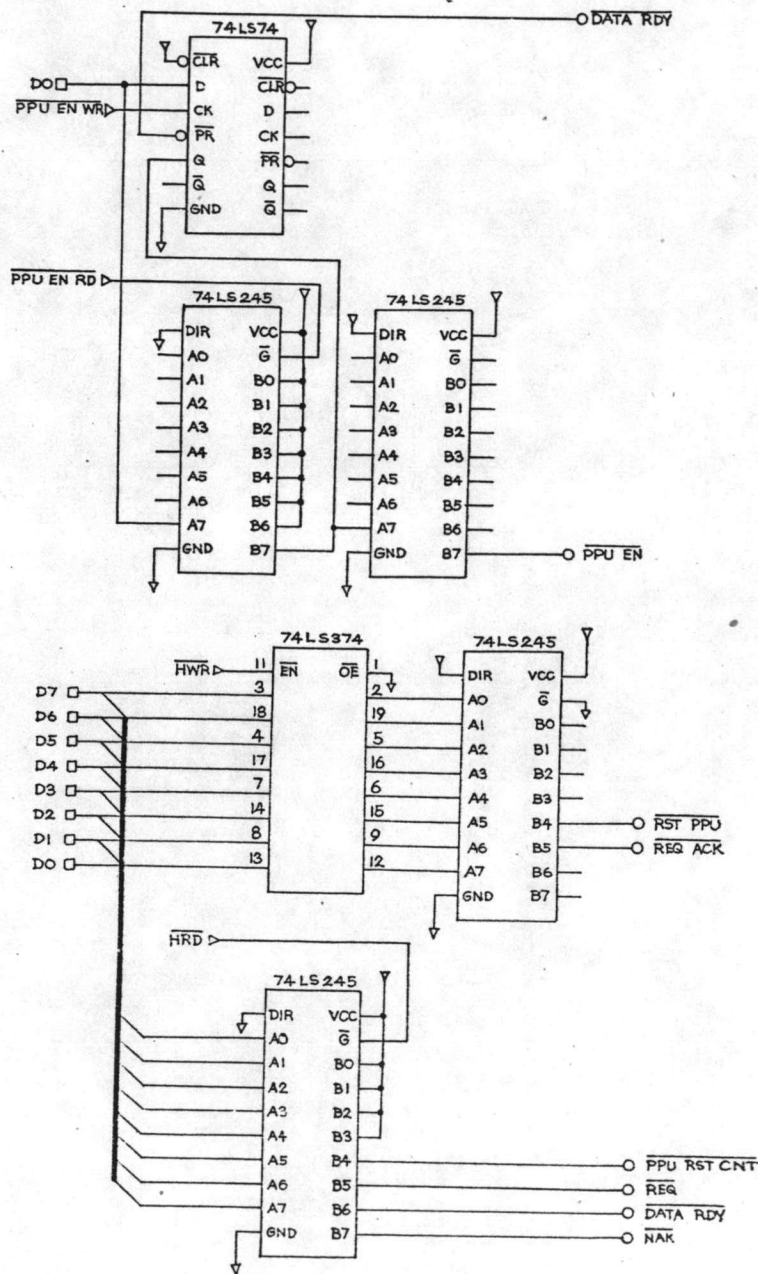 74LS74
DATA RDY
CLR VCC
D0 D CLR
PPU EN WR CK D
PR CK
Q PR
Q Q
GND Q
PPU EN RD
74LS245 74LS245
DIR VCC DIR VCC
A0 G A0 G
A1 B0 A1 B0
A2 B1 A2 B1
A3 B2 A3 B2
A4 B3 A4 B3
A5 B4 A5 B4
A6 B5 A6 B5
A7 B6 A7 B6
GND B7 GND B7 PPU EN
74LS374 74LS245
HWR 11 EN OE 1 DIR VCC
D7 3 2 A0 G
D6 18 19 A1 B0
D5 4 5 A2 B1
D4 17 16 A3 B2
D3 7 6 A4 B3
D2 14 15 A5 B4 RST PPU
D1 8 9 A6 B5 REQ ACK
D0 13 12 A7 B6
GND B7
HRD
74LS245
DIR VCC
A0 G
A1 B0
A2 B1
A3 B2
A4 B3
A5 B4 PPU RST CNT
A6 B5 REQ
A7 B6 DATA RDY
GND B7 NAK